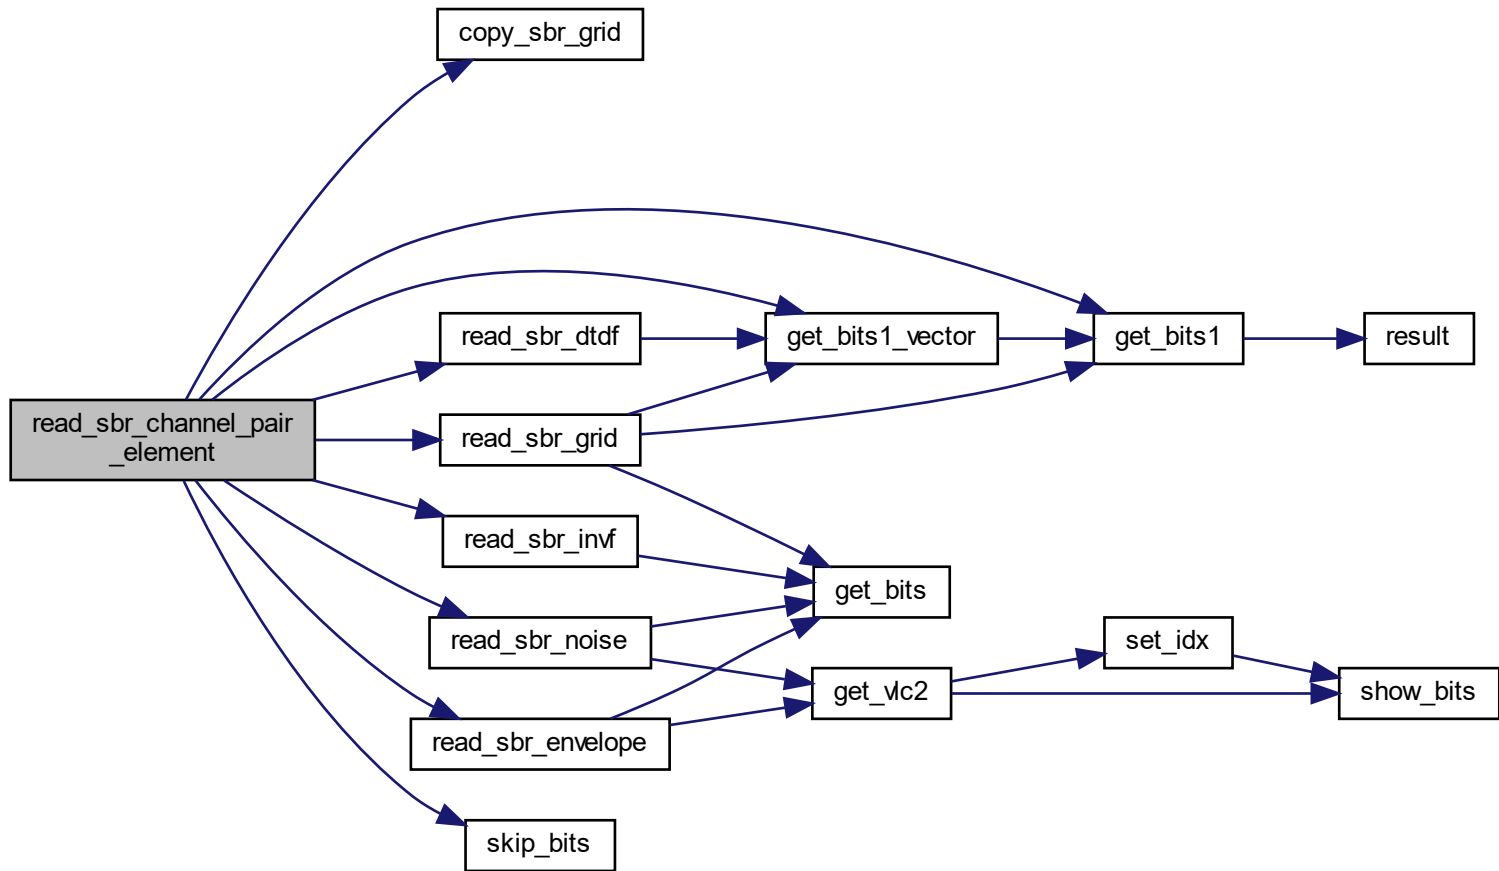 copy_sbr_grid
read_sbr_dtdf
get_bits1_vector
get_bits1
result
read_sbr_channel_pair
_element
read_sbr_grid
read_sbr_invf
get_bits
read_sbr_noise
set_idx
get_vlc2
show_bits
read_sbr_envelope
skip_bits